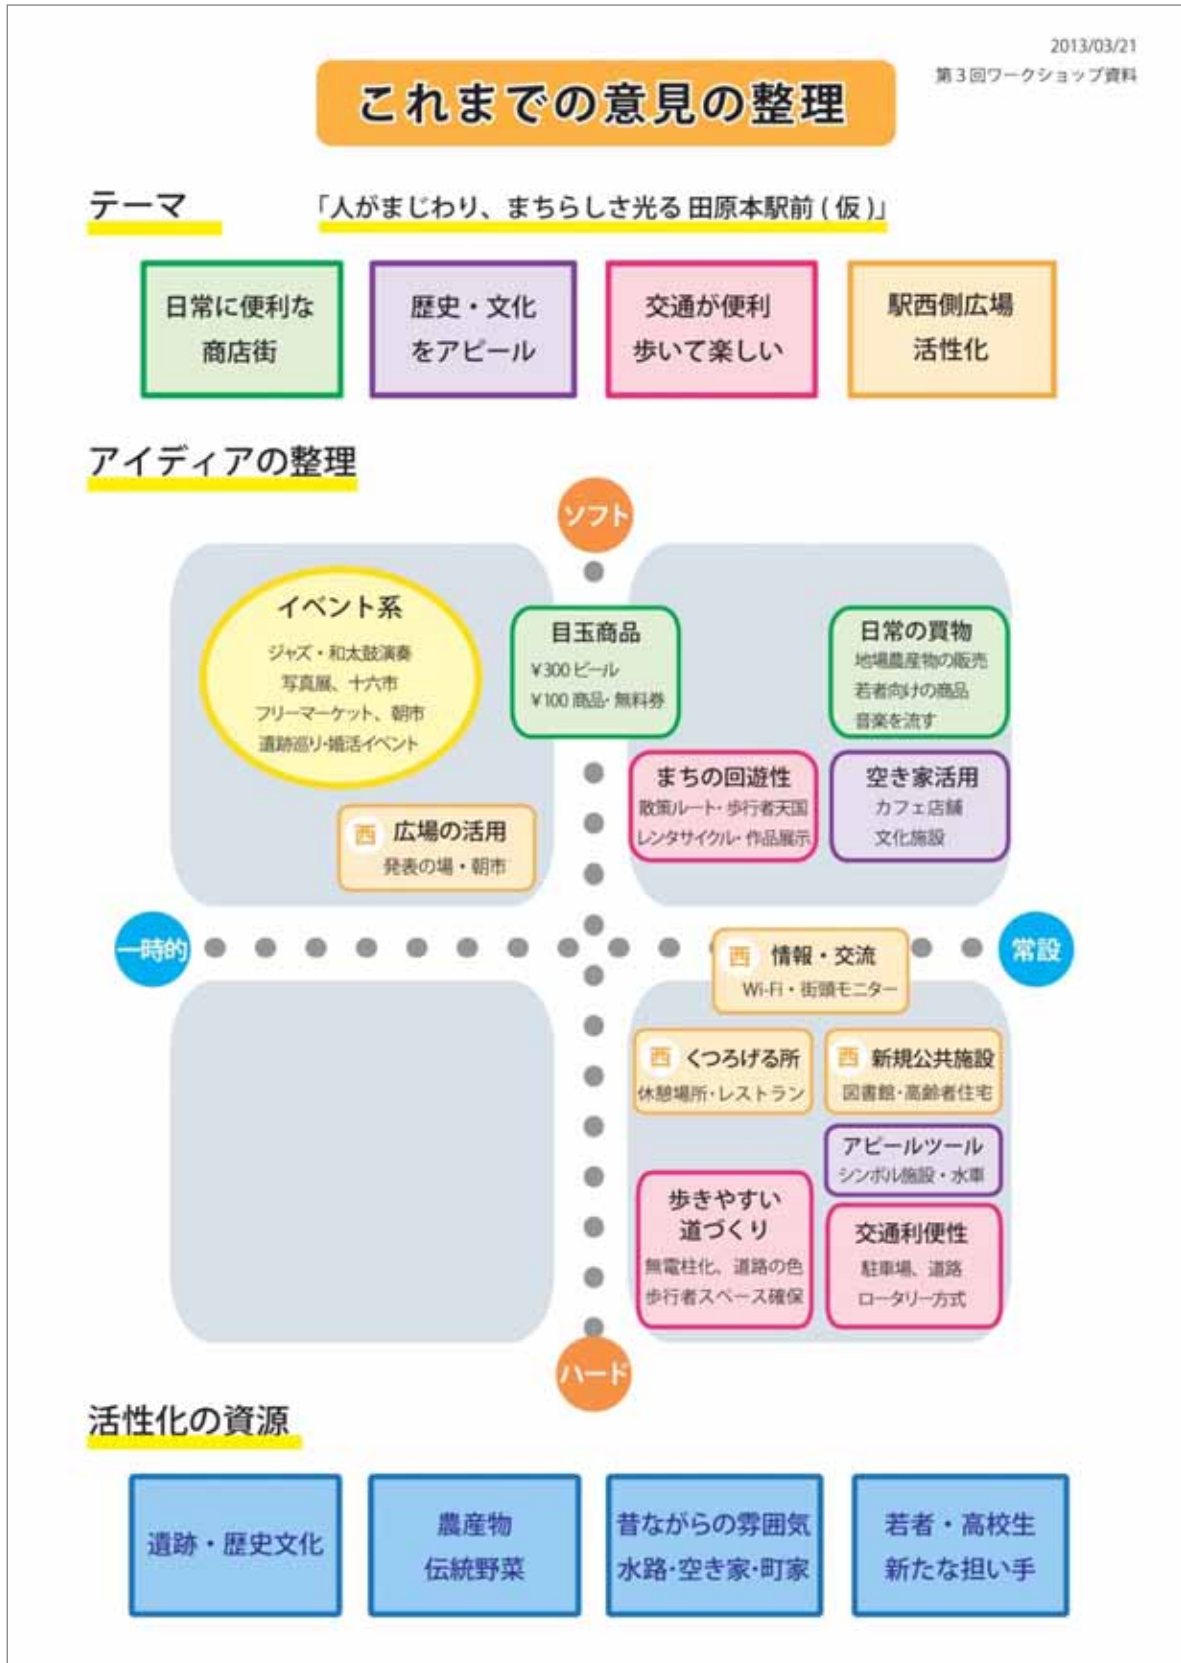 2013/03/21
第3回ワークショップ資料
これまでの意見の整理
テーマ
「人がまじわり、まちらしさ光る 田原本駅前(仮)」
日常に便利な
商店街
歴史・文化
をアピール
交通が便利
歩いて楽しい
駅西側広場
活性化
アイディアの整理
ソフト
イベント系
ジャズ・和太鼓演奏
写真展、十六市
フリーマーケット、朝市
遺跡巡り・婚活イベント
目玉商品
¥300ビール
¥100商品・無料券
日常の買物
地場農産物の販売
若者向けの商品
音楽を流す
まちの回遊性
散策ルート・歩行者天国
レンタサイクル・作品展示
空き家活用
カフェ店舗
文化施設
西 広場の活用
発表の場・朝市
一時的
常設
西 情報・交流
Wi-Fi・街頭モニター
西 くつろげる所
休憩場所・レストラン
西 新規公共施設
図書館・高齢者住宅
アピールツール
シンボル施設・水車
歩きやすい
道づくり
無電柱化、道路の色
歩行者スペース確保
交通利便性
駐車場、道路
ロータリー方式
ハード
活性化の資源
遺跡・歴史文化
農産物
伝統野菜
昔ながらの雰囲気
水路・空き家・町家
若者・高校生
新たな担い手